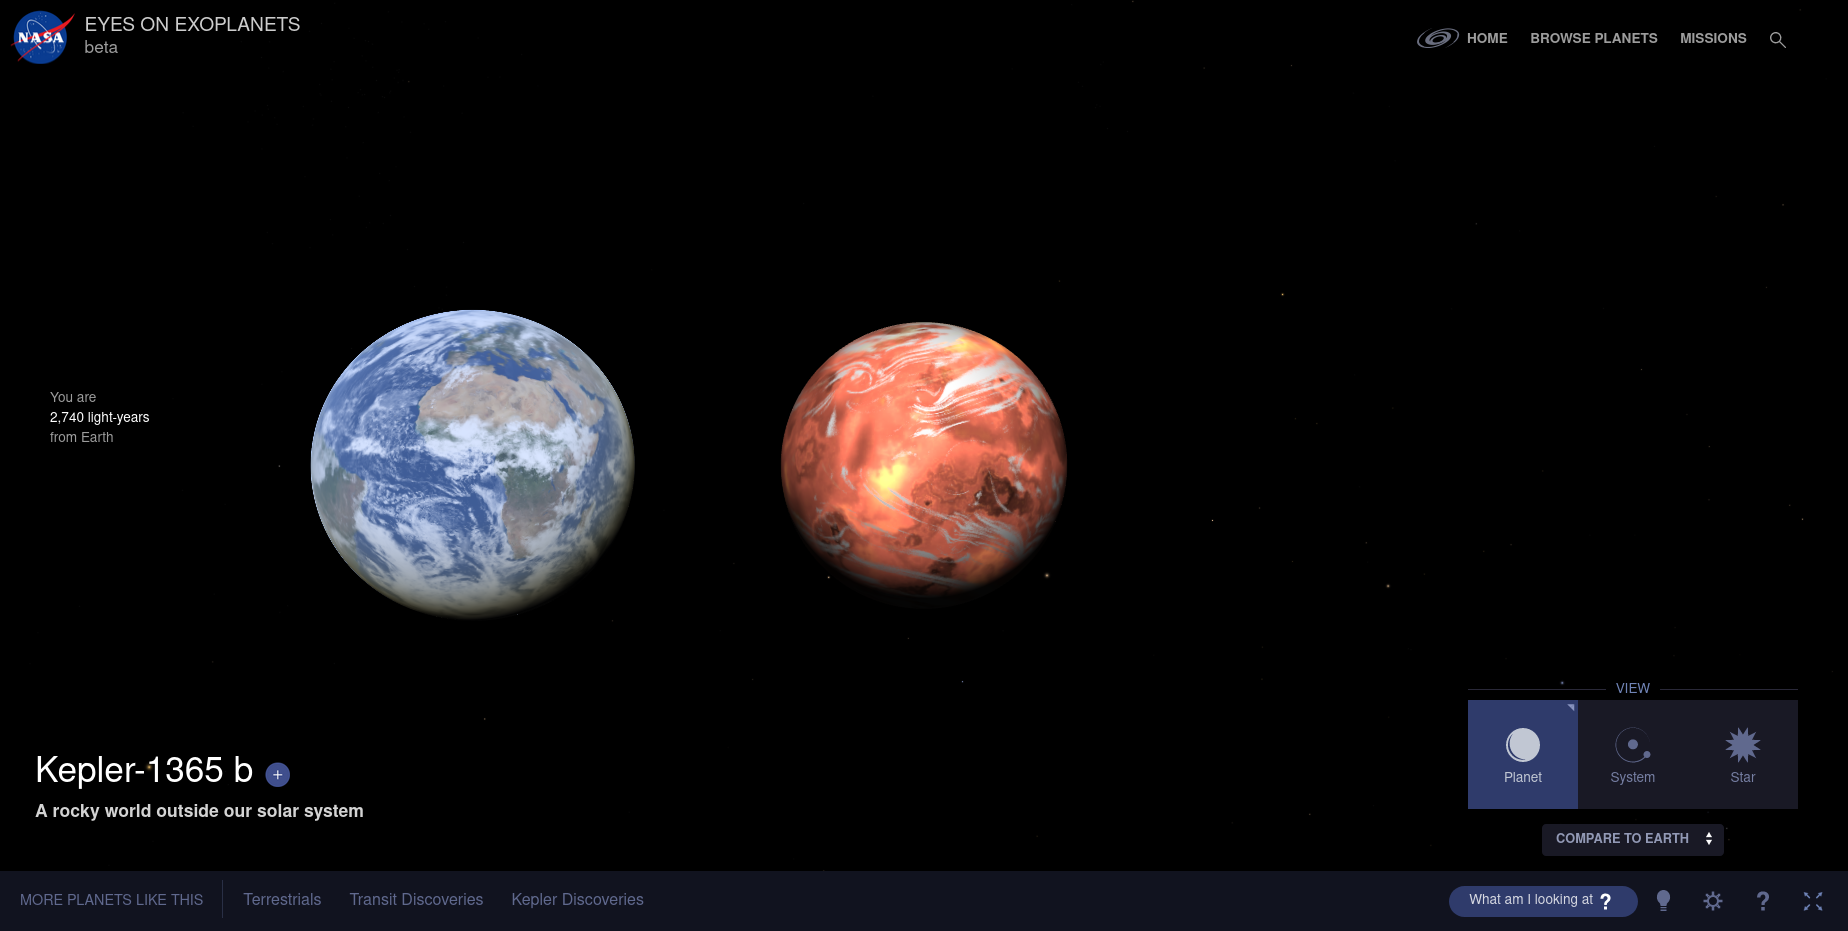 NASA
EYES ON EXOPLANETS
beta
HOME BROWSE PLANETS MISSIONS
You are
2,740 light-years
from Earth
Kepler-1365 b +
A rocky world outside our solar system
VIEW
Planet System Star
COMPARE TO EARTH
MORE PLANETS LIKE THIS Terrestrials Transit Discoveries Kepler Discoveries
What am I looking at ? ?